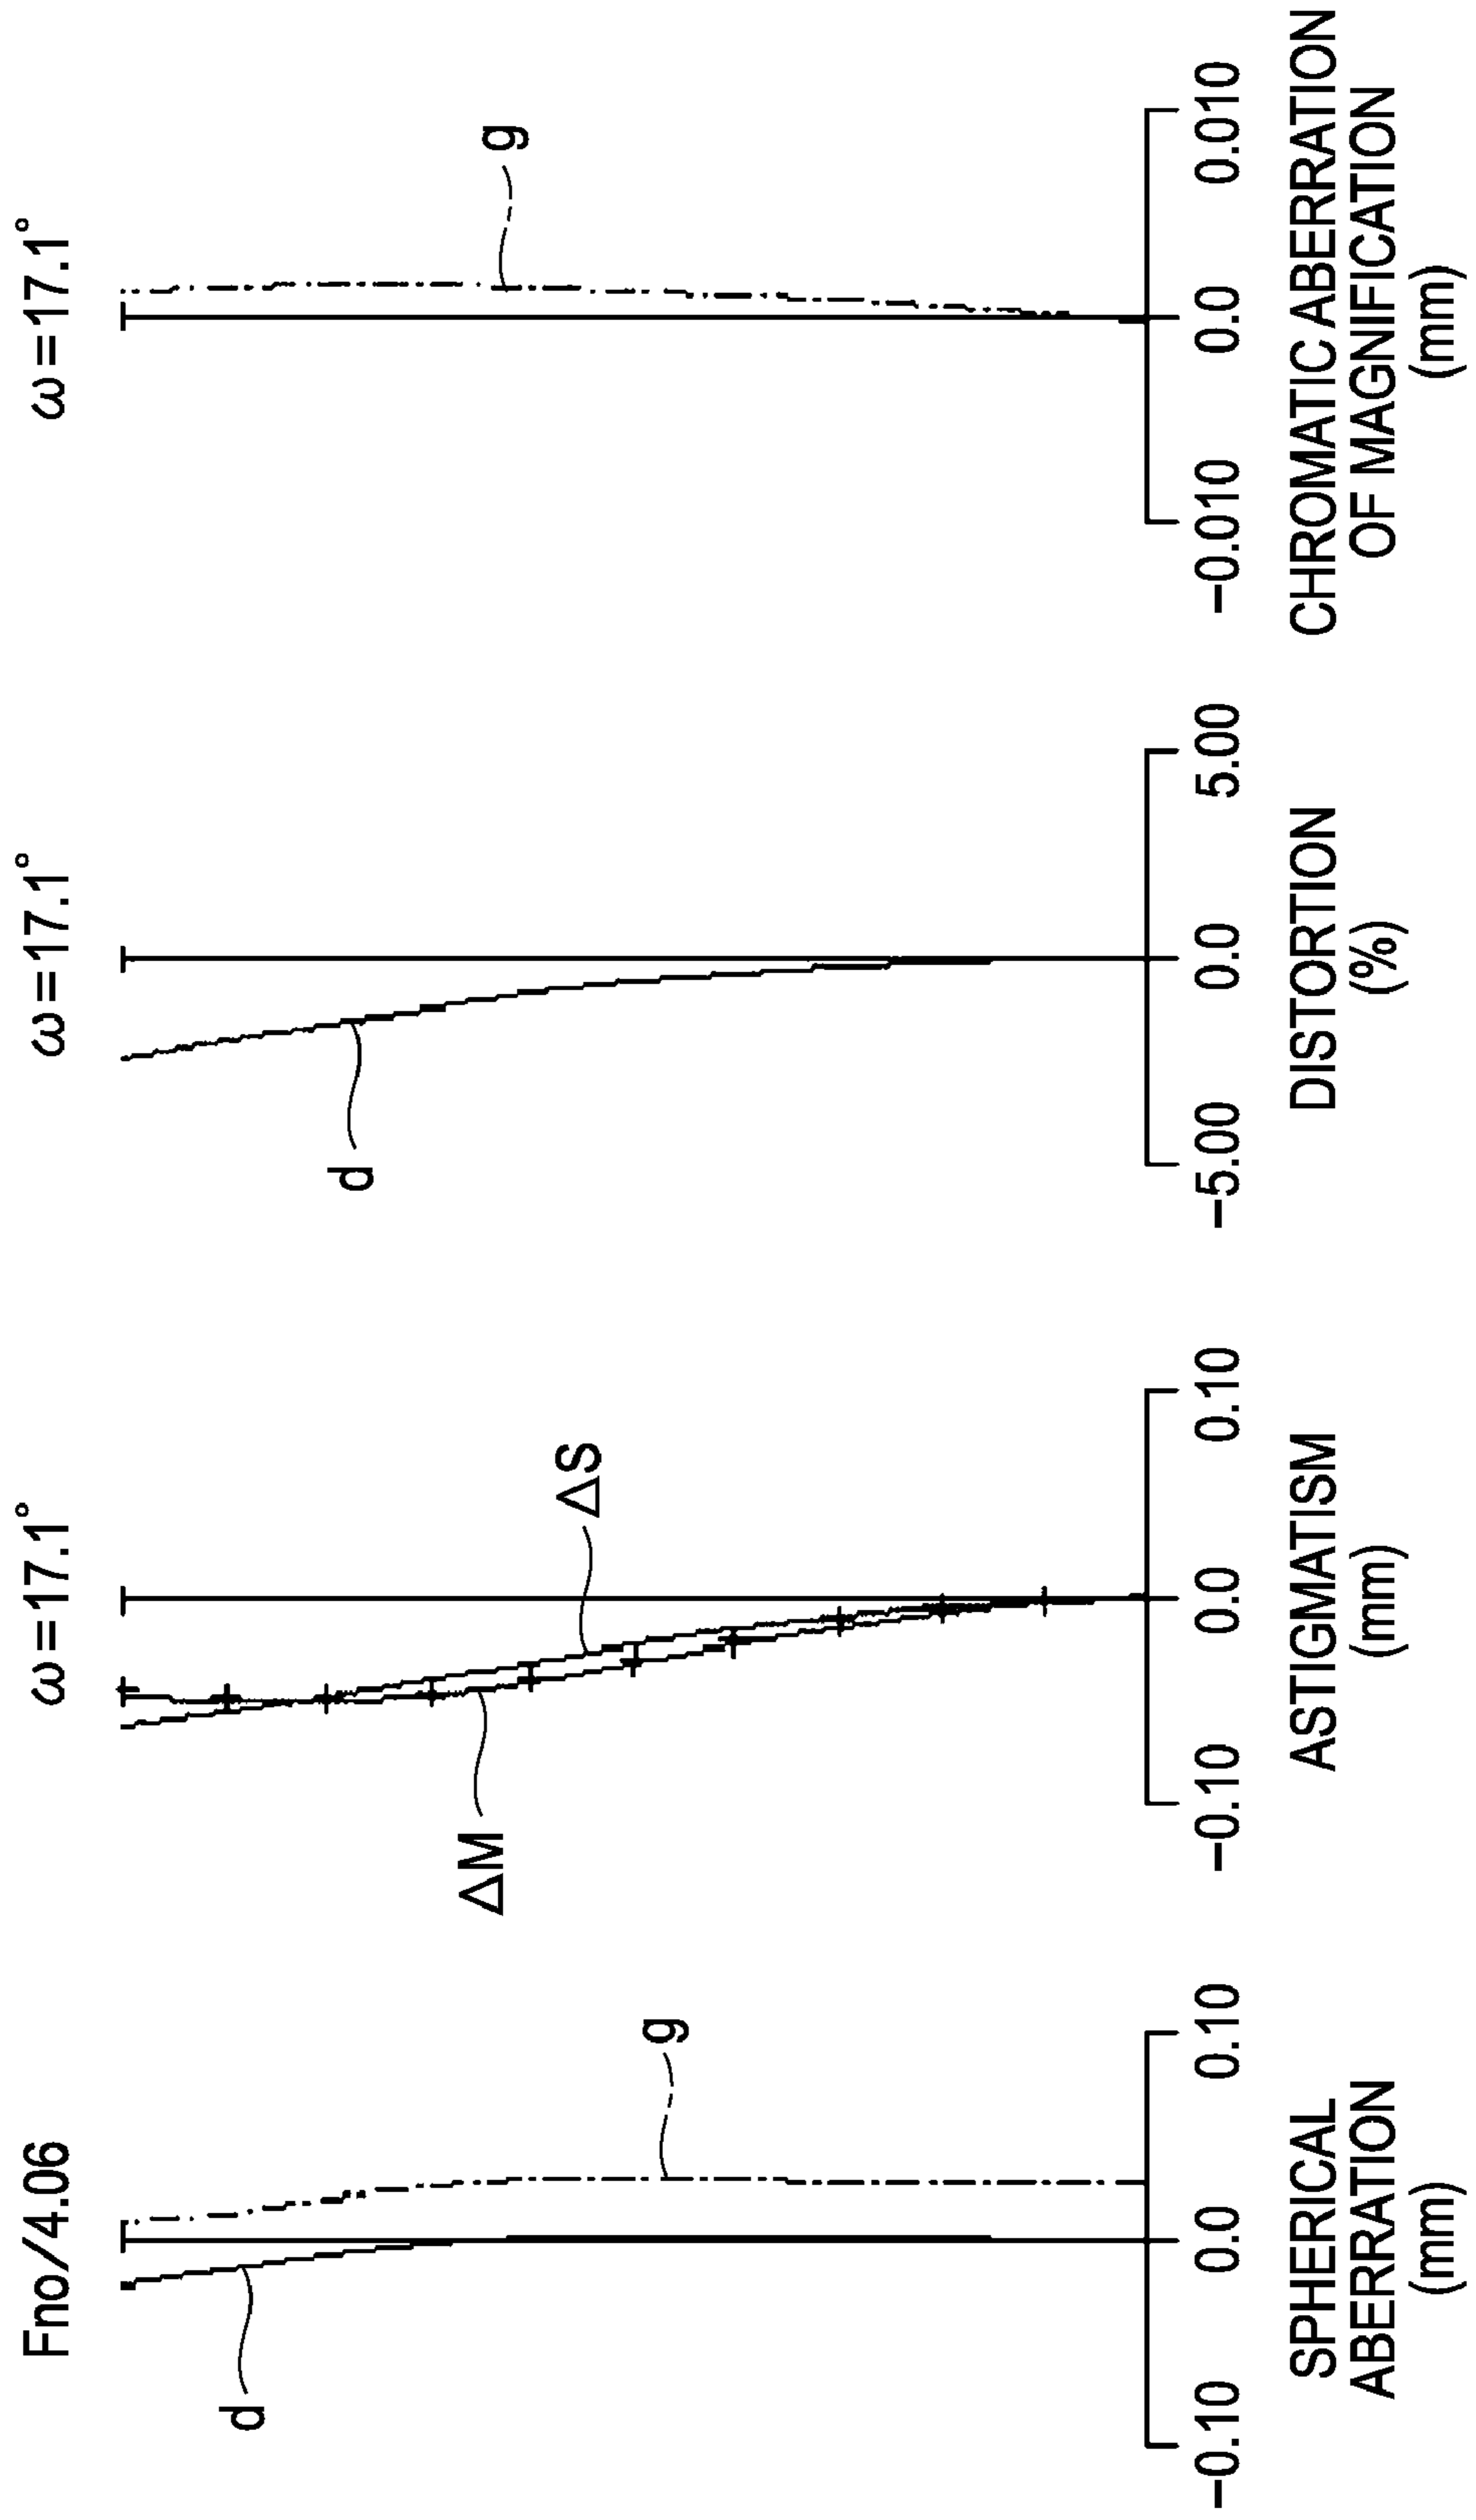 Fno/4.06
d
g
-0.10
0.0
0.10
SPHERICAL
ABERRATION
(mm)
ω=17.1°
ΔM
ΔS
-0.10
0.0
0.10
ASTIGMATISM
(mm)
ω=17.1°
d
-5.00
0.0
5.00
DISTORTION
(%)
ω=17.1°
g
-0.010
0.0
0.010
CHROMATIC ABERRATION
OF MAGNIFICATION
(mm)